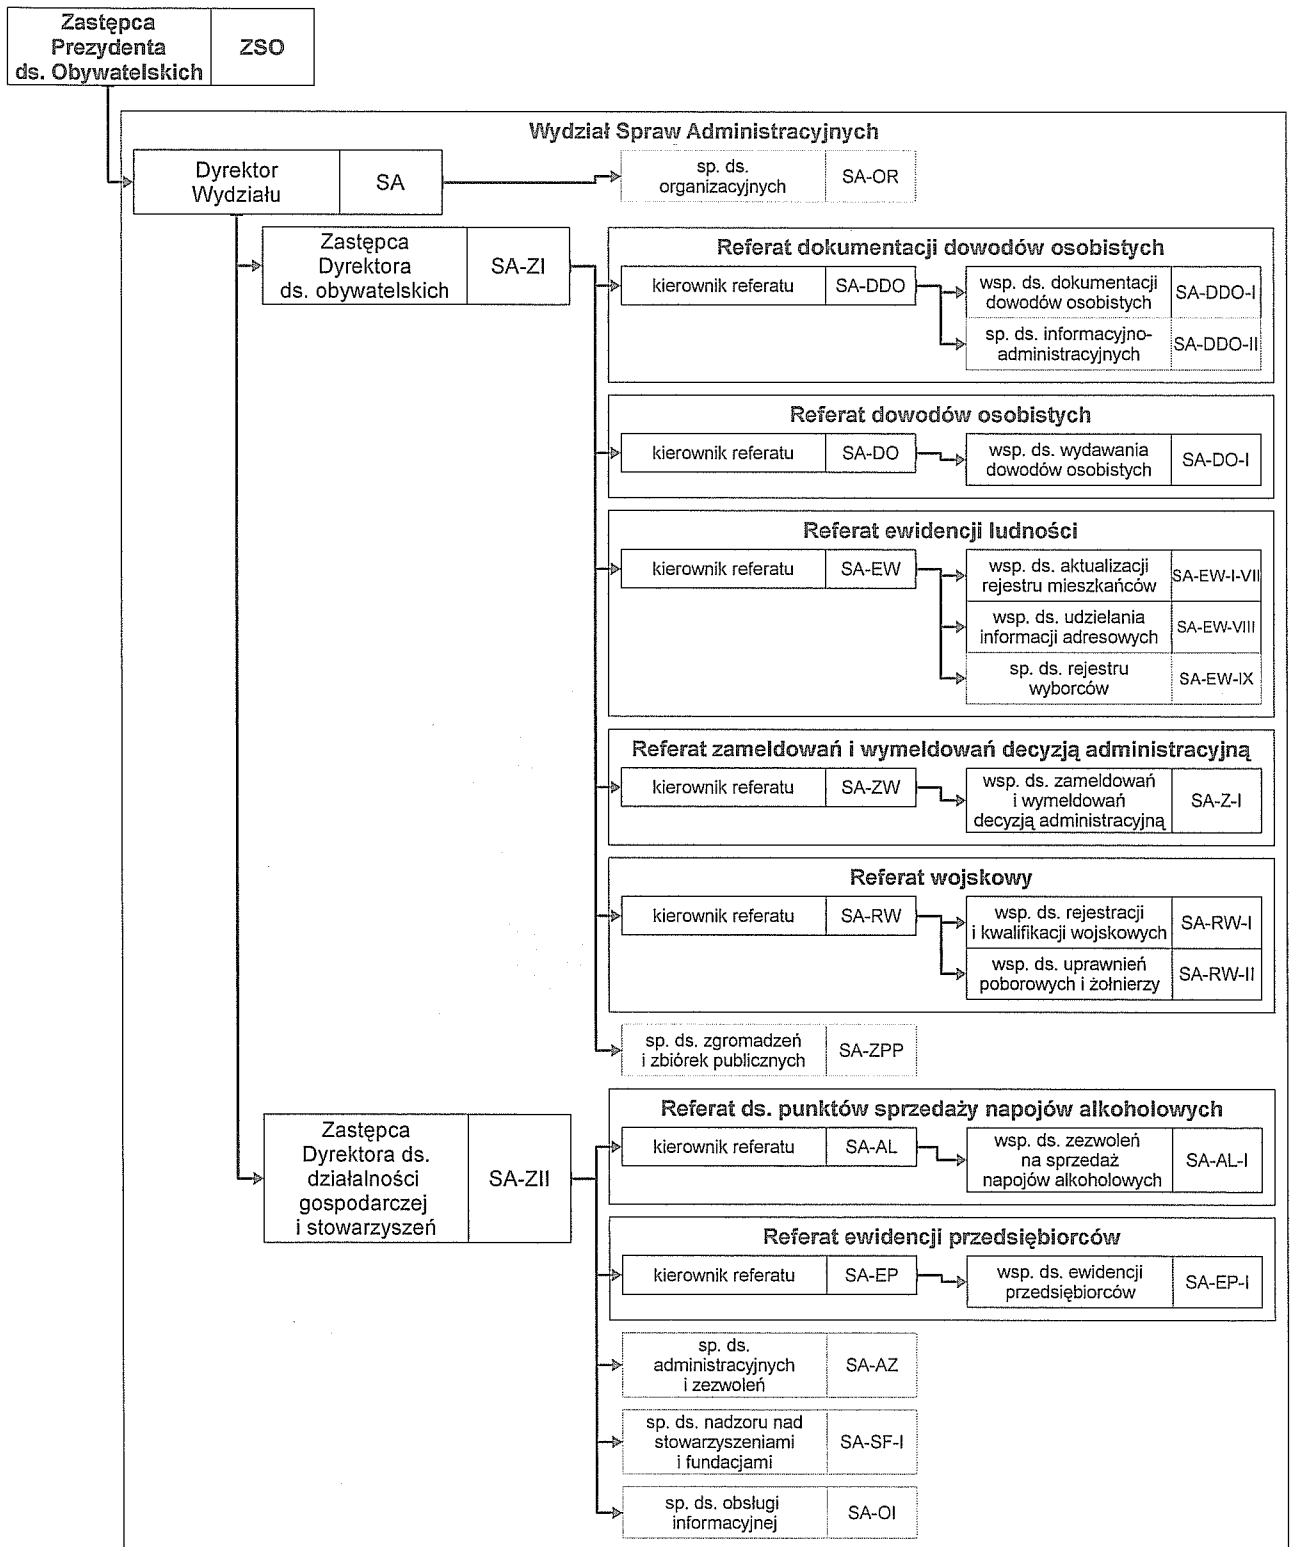 Zastępca
Prezydenta
ds. Obywatelskich
ZSO
Wydział Spraw Administracyjnych
Dyrektor
Wydziału
SA
sp. ds.
organizacyjnych
SA-OR
Zastępca
Dyrektora
ds. obywatelskich
SA-ZI
Referat dokumentacji dowodów osobistych
kierownik referatu
SA-DDO
wsp. ds. dokumentacji
dowodów osobistych
SA-DDO-I
sp. ds. informacyjno-
administracyjnych
SA-DDO-II
Referat dowodów osobistych
kierownik referatu
SA-DO
wsp. ds. wydawania
dowodów osobistych
SA-DO-I
Referat ewidencji ludności
kierownik referatu
SA-EW
wsp. ds. aktualizacji
rejestru mieszkańców
SA-EW-I-VII
wsp. ds. udzielania
informacji adresowych
SA-EW-VIII
sp. ds. rejestru
wyborców
SA-EW-IX
Referat zameldowań i wymeldowań decyzją administracyjną
kierownik referatu
SA-ZW
wsp. ds. zameldowań
i wymeldowań
decyzją administracyjną
SA-Z-I
Referat wojskowy
kierownik referatu
SA-RW
wsp. ds. rejestracji
i kwalifikacji wojskowych
SA-RW-I
wsp. ds. uprawnień
poborowych i żołnierzy
SA-RW-II
sp. ds. zgromadzeń
i zbiórek publicznych
SA-ZPP
Zastępca
Dyrektora ds.
działalności
gospodarczej
i stowarzyszeń
SA-ZII
Referat ds. punktów sprzedaży napojów alkoholowych
kierownik referatu
SA-AL
wsp. ds. zezwoleń
na sprzedaż
napojów alkoholowych
SA-AL-I
Referat ewidencji przedsiębiorców
kierownik referatu
SA-EP
wsp. ds. ewidencji
przedsiębiorców
SA-EP-I
sp. ds.
administracyjnych
i zezwoleń
SA-AZ
sp. ds. nadzoru nad
stowarzyszeniami
i fundacjami
SA-SF-I
sp. ds. obsługi
informacyjnej
SA-OI